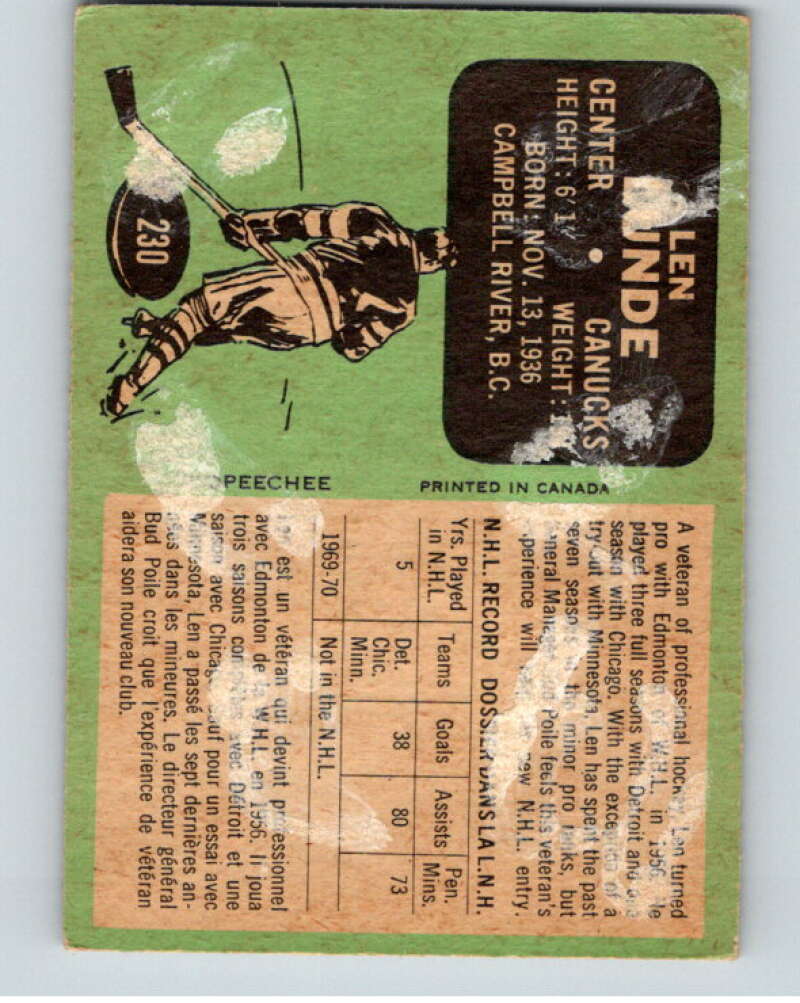 LEN
UNDE
CENTER • CANUCKS
HEIGHT: 6'1" WEIGHT:
BORN: NOV. 13, 1936
CAMPBELL RIVER, B.C.
230
PEECHEE
PRINTED IN CANADA
A veteran of professional hockey, Len turned
pro with Edmonton of W.H.L. in 1956. He
played three full seasons with Detroit and one
season with Chicago. With the exception of a
try out with Minnesota, Len has spent the past
seven seasons in the minor pro ranks, but
General Manager Poile feels this veteran's
experience will new N.H.L. entry.
N.H.L. RECORD DOSSIER DANS LA L.N.H.
Yrs. Played in N.H.L. Teams Goals Assists Pen. Mins.
5 Det. Chic. Minn. 38 80 73
1969-70 Not in the N.H.L.
est un vétéran qui devint professionnel
avec Edmonton de la W.H.L. en 1956. Il joua
trois saisons complètes avec Détroit et une
saison avec Chicago sauf pour un essai avec
Minnesota, Len a passé les sept dernières an-
nées dans les mineures. Le directeur général
Bud Poile croit que l'expérience de vétéran
aidera son nouveau club.